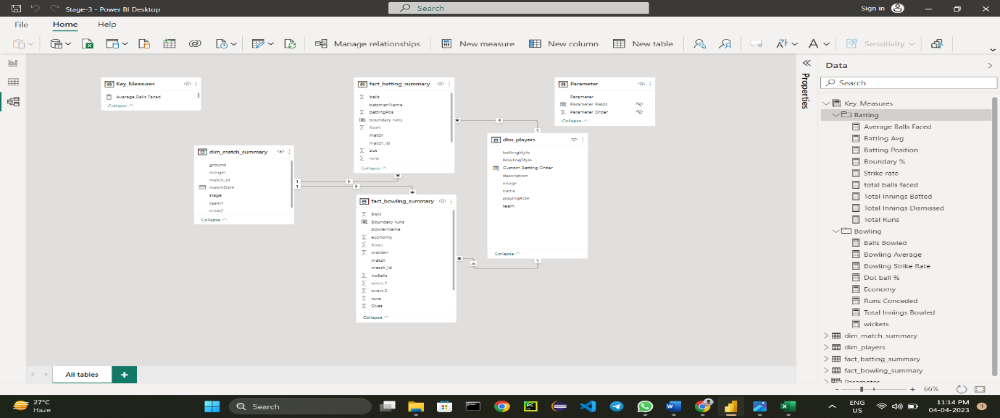 Stage-3 - Power BI Desktop
Search
Sign in
File
Home
Help
Manage relationships
New measure
New column
New table
Sensitivity
Key_Measures
Average Balls Faced
Collapse
fact_batting_summary
balls
batsmanName
battingPos
boundary runs
fours
match
match_id
out
runs
Collapse
Parameter
Parameter
Parameter Fields
Parameter Order
Collapse
dim_match_summary
ground
margin
match_id
matchDate
stage
team1
team2
Collapse
dim_players
battingStyle
bowlingStyle
Custom Batting Order
description
image
name
playingRole
team
Collapse
fact_bowling_summary
Balls
Boundary runs
bowlerName
economy
fours
maiden
match
match_id
noBalls
overs.1
overs.2
runs
Sixes
Collapse
* 1
1 *
1 *
* 1
Properties
Data
Search
Key_Measures
Batting
Average Balls Faced
Batting Avg
Batting Position
Boundary %
Strike rate
total balls faced
Total Innings Batted
Total Innings Dismissed
Total Runs
Bowling
Balls Bowled
Bowling Average
Bowling Strike Rate
Dot ball %
Economy
Runs Conceded
Total Innings Bowled
wickets
dim_match_summary
dim_players
fact_batting_summary
fact_bowling_summary
Parameter
All tables
+
- + 66%
27°C
Haze
Search
ENG
US
11:14 PM
04-04-2023
1